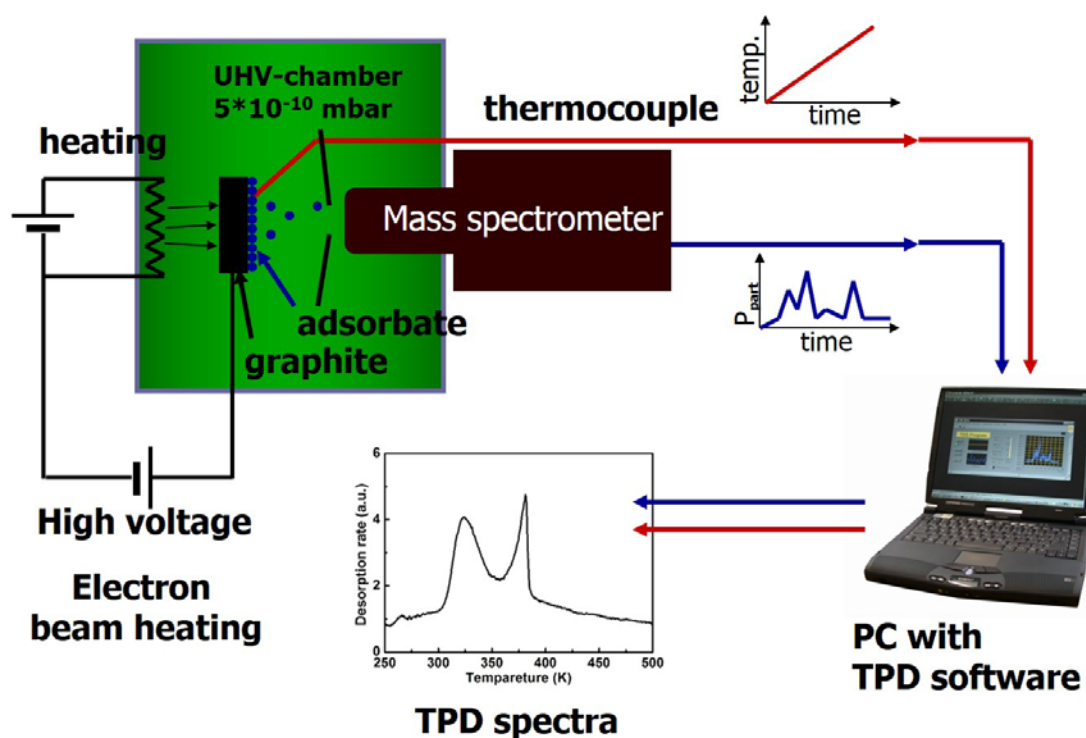 UHV-chamber
5*10⁻¹⁰ mbar
heating
thermocouple
temp.
time
Mass spectrometer
P_part
time
adsorbate
graphite
High voltage
Electron
beam heating
Desorption rate (a.u.)
6
4
2
0
250 300 350 400 450 500
Tempareture (K)
TPD spectra
PC with
TPD software